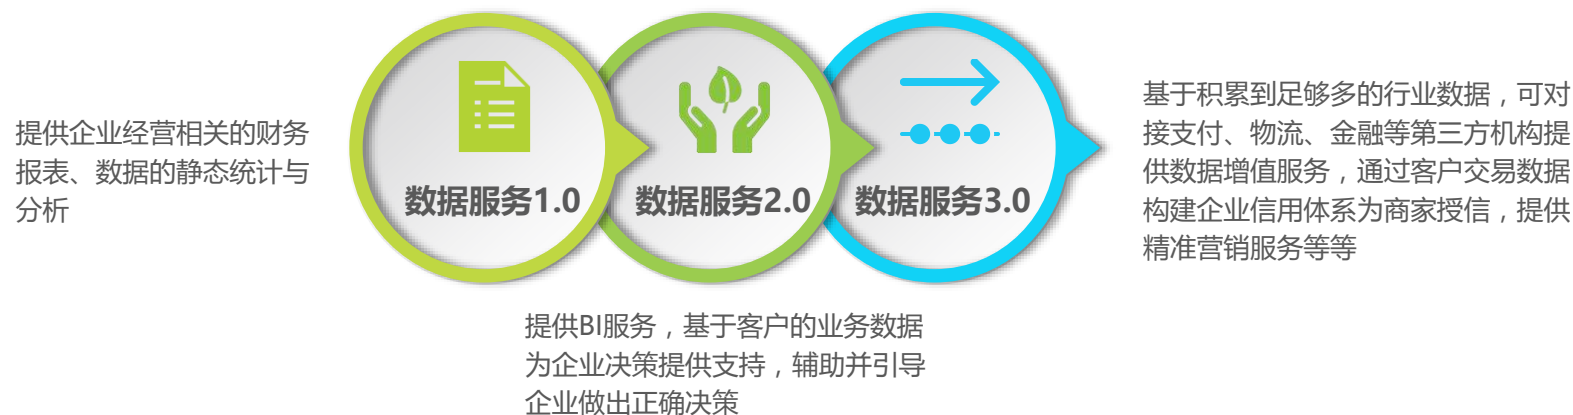 提供企业经营相关的财务
报表、数据的静态统计与
分析
数据服务1.0
数据服务2.0
数据服务3.0
基于积累到足够多的行业数据，可对
接支付、物流、金融等第三方机构提
供数据增值服务，通过客户交易数据
构建企业信用体系为商家授信，提供
精准营销服务等等
提供BI服务，基于客户的业务数据
为企业决策提供支持，辅助并引导
企业做出正确决策